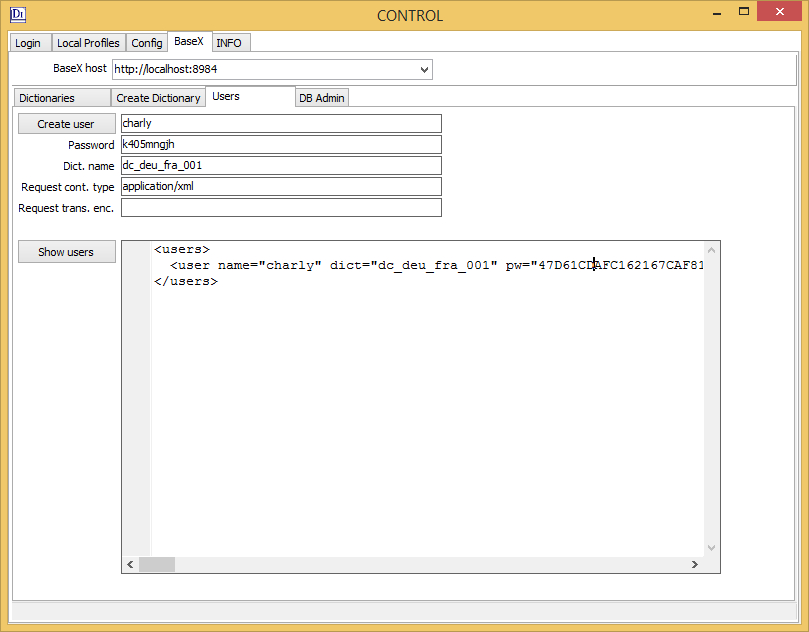 DI
CONTROL
Login Local Profiles Config BaseX INFO
BaseX host http://localhost:8984
Dictionaries Create Dictionary Users DB Admin
Create user charly
Password k405mngjh
Dict. name dc_deu_fra_001
Request cont. type application/xml
Request trans. enc.
Show users
<users>
<user name="charly" dict="dc_deu_fra_001" pw="47D61CDAFC162167CAF81
</users>